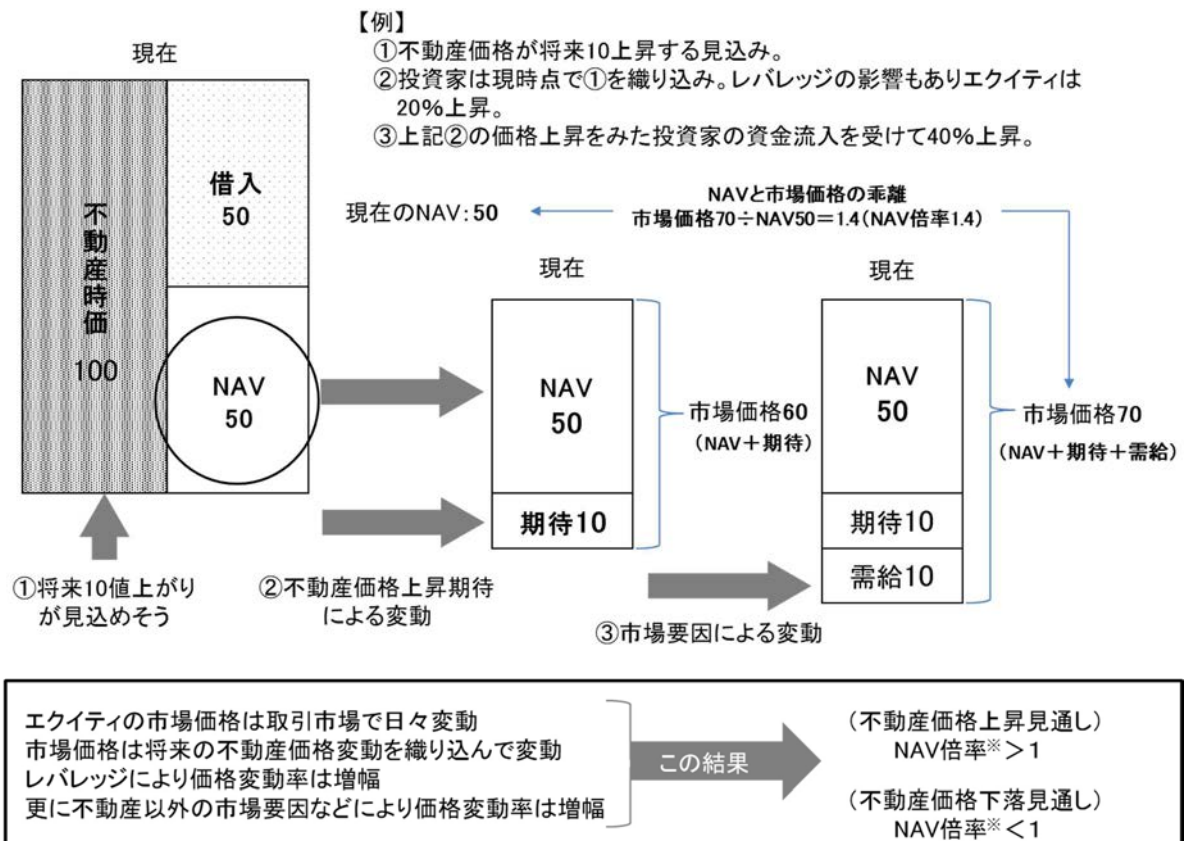 【例】
①不動産価格が将来10上昇する見込み。
②投資家は現時点で①を織り込み。レバレッジの影響もありエクイティは
20%上昇。
③上記②の価格上昇をみた投資家の資金流入を受けて40%上昇。
現在
不動産時価
100
借入
50
NAV
50
現在のNAV:50
NAVと市場価格の乖離
市場価格70÷NAV50=1.4(NAV倍率1.4)
現在
NAV
50
期待10
市場価格60
(NAV+期待)
現在
NAV
50
期待10
需給10
市場価格70
(NAV+期待+需給)
①将来10値上がり
が見込めそう
②不動産価格上昇期待
による変動
③市場要因による変動
エクイティの市場価格は取引市場で日々変動
市場価格は将来の不動産価格変動を織り込んで変動
レバレッジにより価格変動率は増幅
更に不動産以外の市場要因などにより価格変動率は増幅
この結果
(不動産価格上昇見通し)
NAV倍率※>1
(不動産価格下落見通し)
NAV倍率※<1